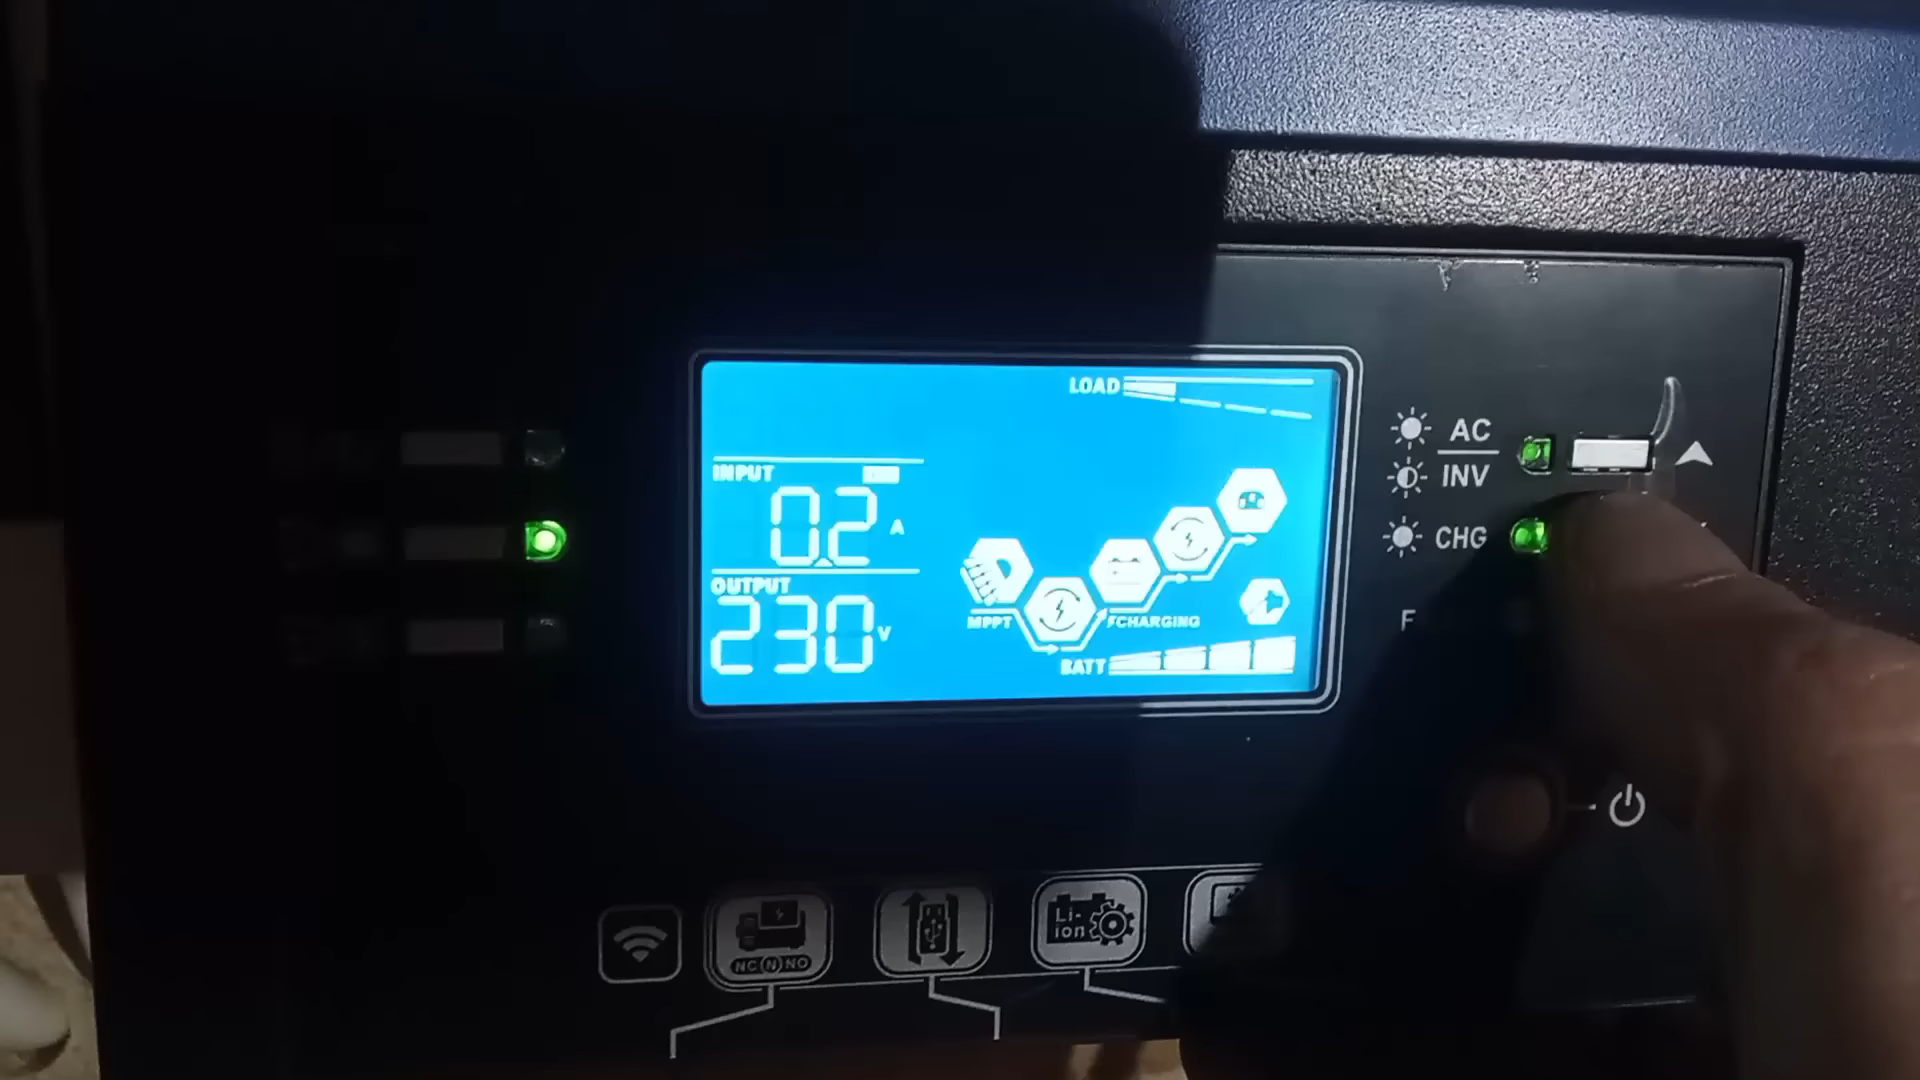 LOAD
INPUT
0.2 A
OUTPUT
230 V
MPPT
CHARGING
BATT
AC
INV
CHG
F
NC(N)NO
Li-
ion